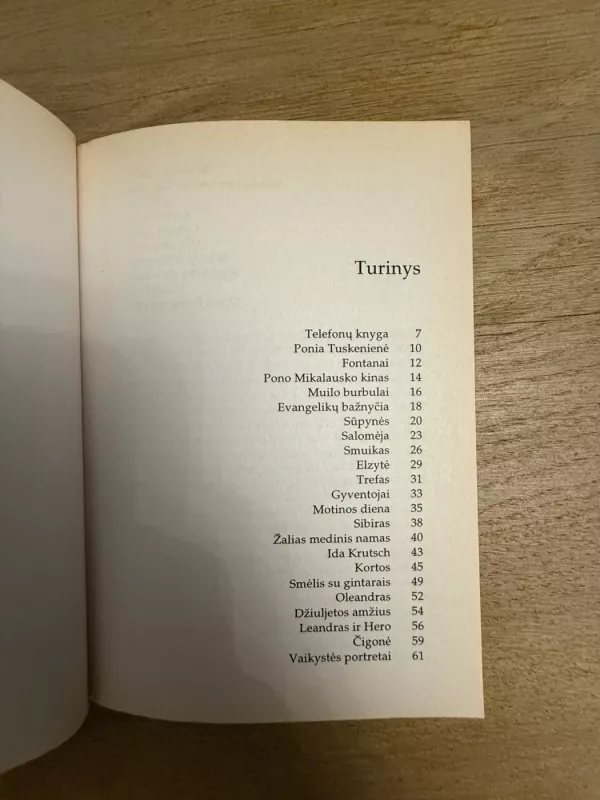 Turinys
Telefonų knyga 7
Ponia Tuskenienė 10
Fontanai 12
Pono Mikalausko kinas 14
Muilo burbulai 16
Evangelikų bažnyčia 18
Sūpynės 20
Salomėja 23
Smuikas 26
Elzytė 29
Trefas 31
Gyventojai 33
Motinos diena 35
Sibiras 38
Žalias medinis namas 40
Ida Krutsch 43
Kortos 45
Smėlis su gintarais 49
Oleandras 52
Džiuljetos amžius 54
Leandras ir Hero 56
Čigonė 59
Vaikystės portretai 61